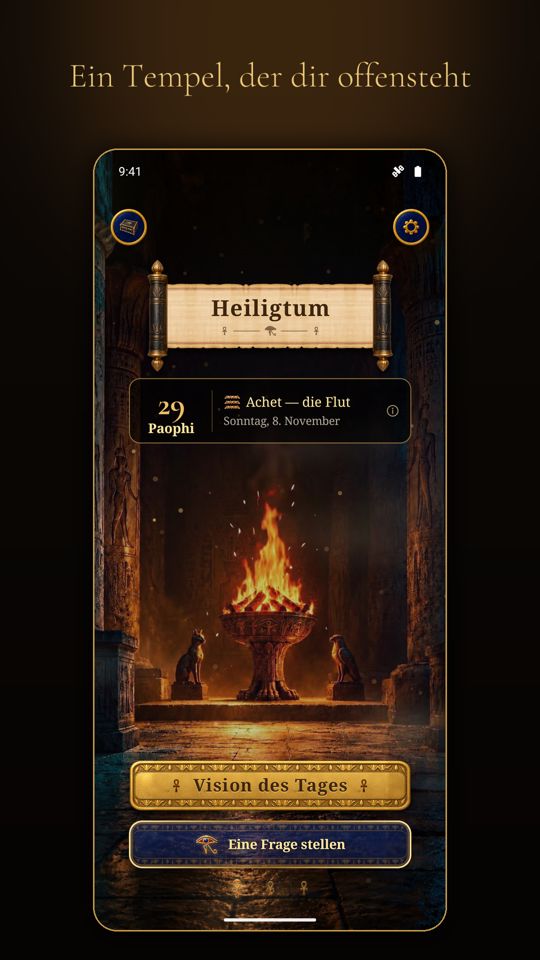 Ein Tempel, der dir offensteht
9:41
Heiligtum
29
Paophi
Achet — die Flut
Sonntag, 8. November
Vision des Tages
Eine Frage stellen